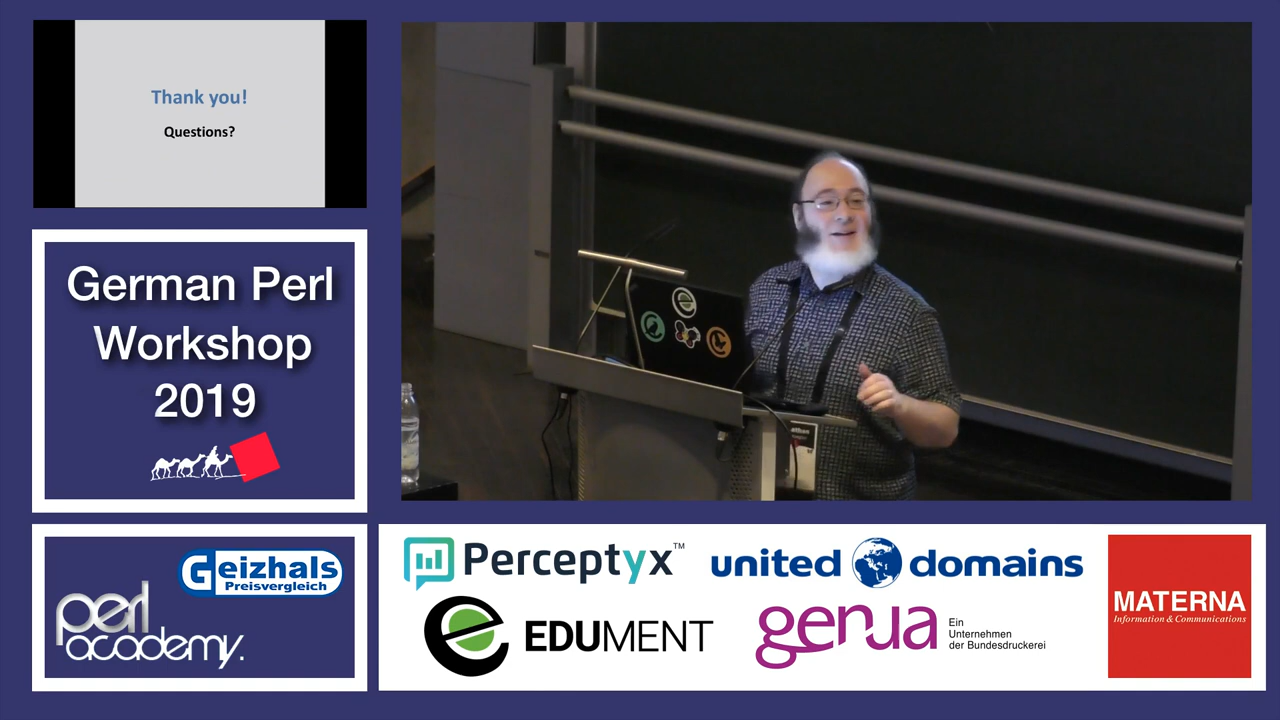 Thank you!
Questions?
German Perl
Workshop
2019
Geizhals
Preisvergleich
perl
academy.
Perceptyx™
united domains
EDUMENT
genua
Ein
Unternehmen
der Bundesdruckerei
MATERNA
Information & Communications